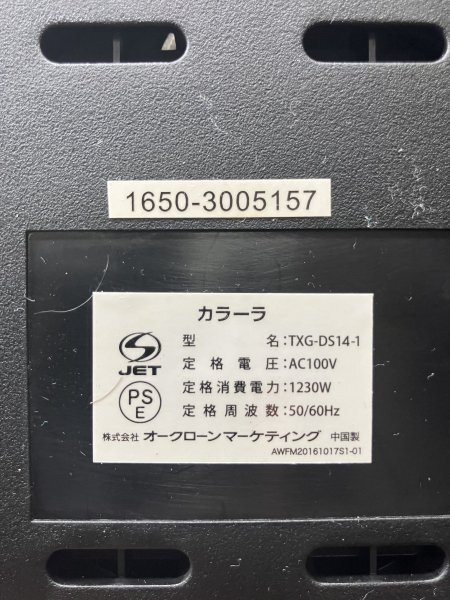 1650-3005157
カラーラ
型 名:TXG-DS14-1
JET
定格電圧:AC100V
PS
E
定格消費電力:1230W
定格周波数:50/60Hz
株式会社 オークローンマーケティング 中国製
AWFM20161017S1-01